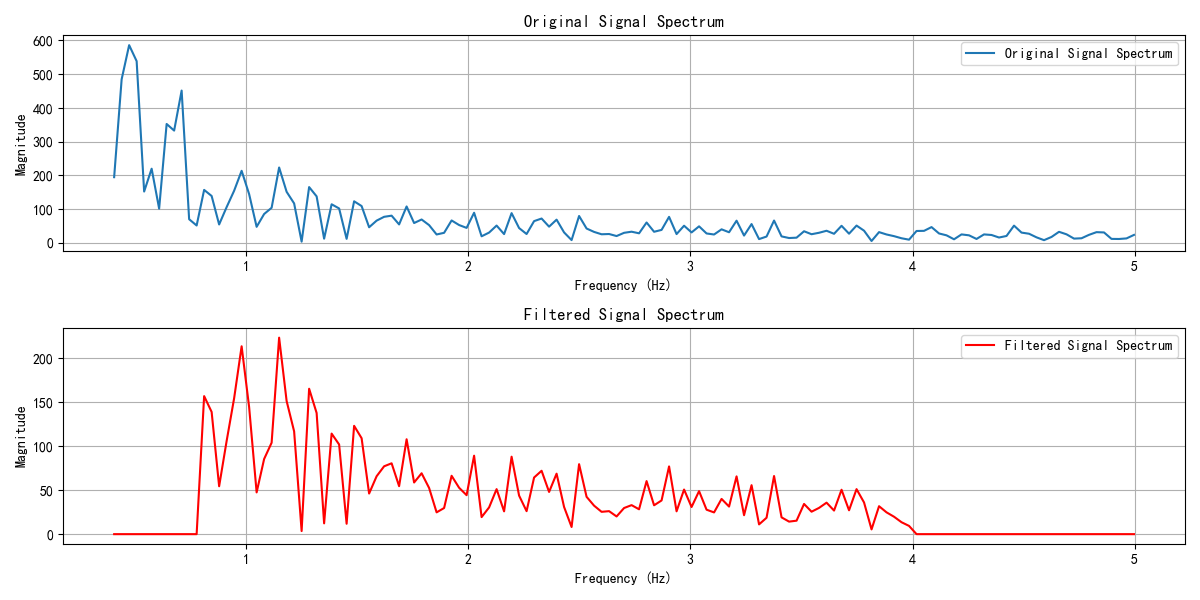 Original Signal Spectrum
600
500
400
300
200
100
0
Magnitude
Original Signal Spectrum
1 2 3 4 5
Frequency (Hz)
Filtered Signal Spectrum
200
150
100
50
0
Magnitude
Filtered Signal Spectrum
1 2 3 4 5
Frequency (Hz)